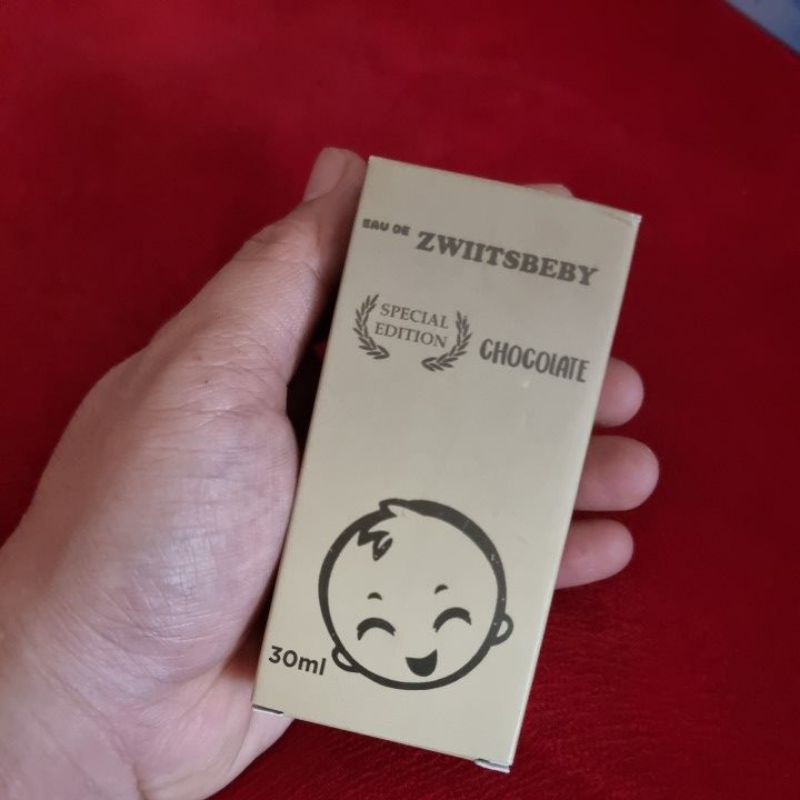 EAU DE ZWIITSBEBY
SPECIAL
EDITION
CHOCOLATE
30ml